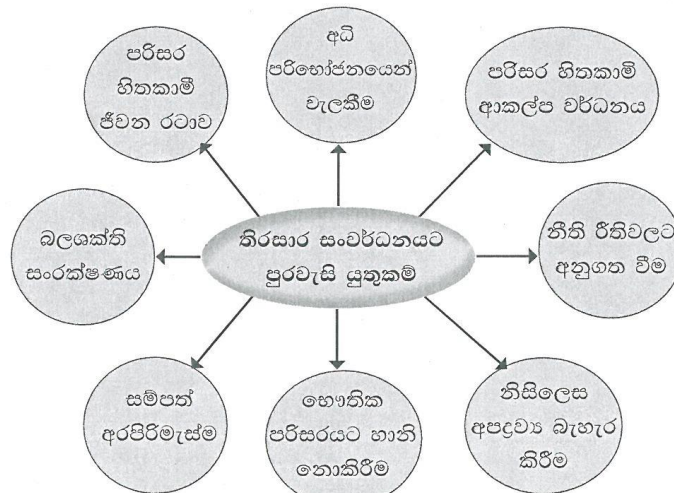 පරිසර
හිතකාමී
ජීවන රටාව
අධි
පරිභෝජනයෙන්
වැලකීම
පරිසර හිතකාමි
ආකල්ප වර්ධනය
බලශක්ති
සංරක්ෂණය
තිරසාර සංවර්ධනයට
පුරවැසි යුතුකම්
නීති රීතිවලට
අනුගත වීම
සම්පත්
අරපිරිමැස්ම
භෞතික
පරිසරයට හානි
නොකිරීම
නිසිලෙස
අපද්‍රව්‍ය බැහැර
කිරීම